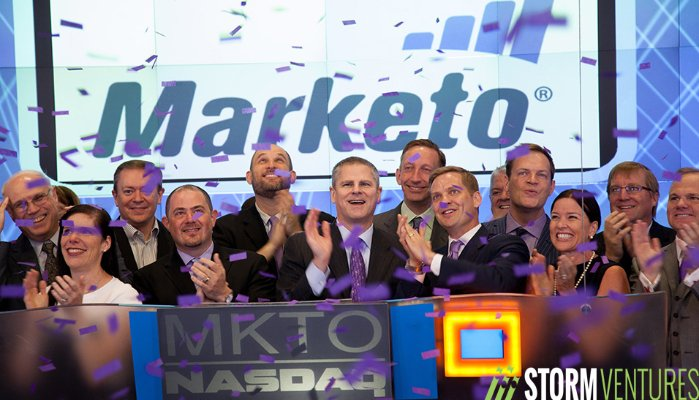 Marketo®
MKTO
NASDAQ
STORM VENTURES